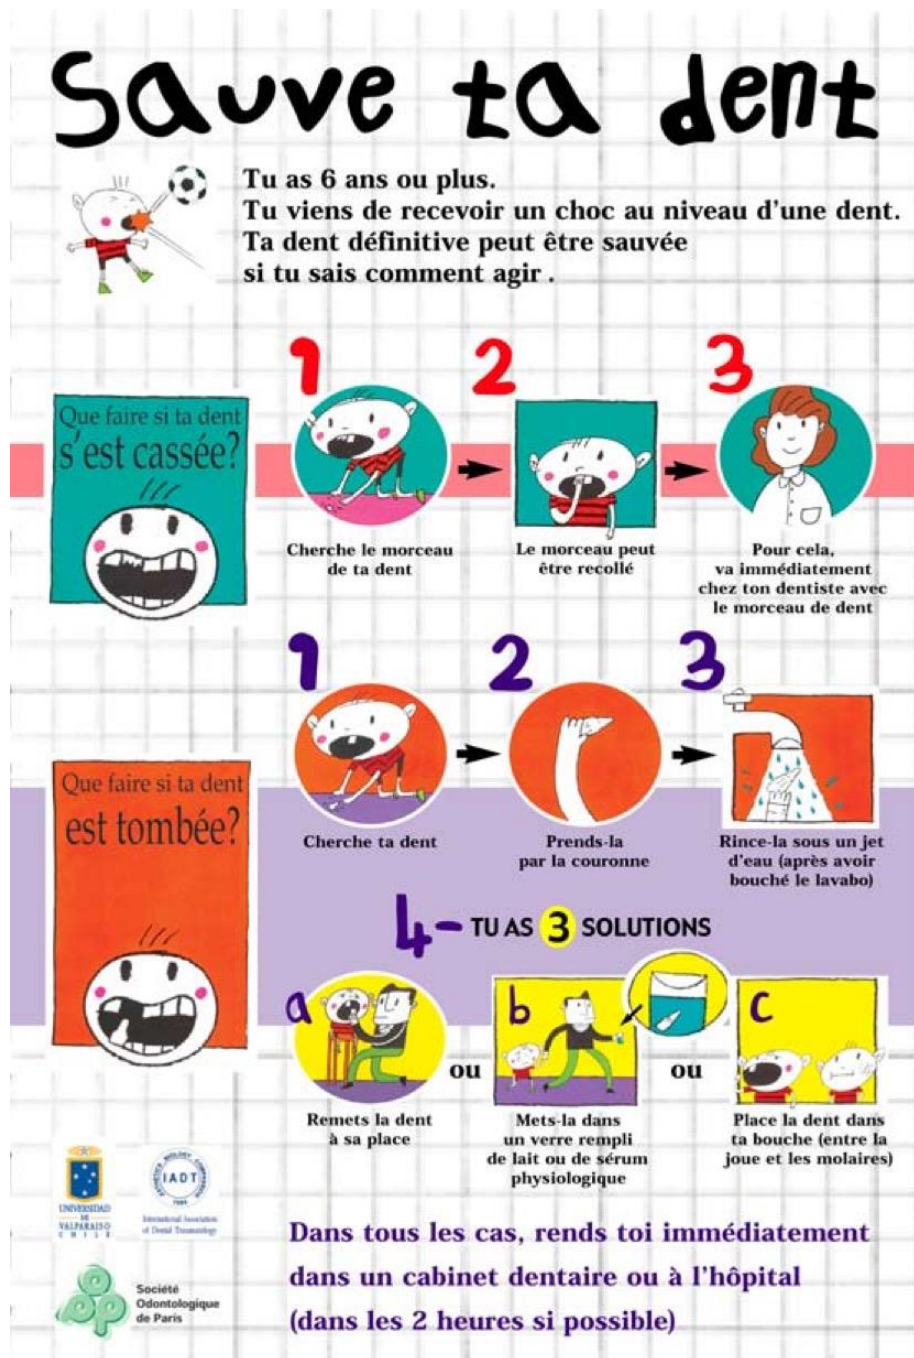 Sauve ta dent
Tu as 6 ans ou plus.
Tu viens de recevoir un choc au niveau d'une dent.
Ta dent définitive peut être sauvée
si tu sais comment agir .
1
2
3
Que faire si ta dent
s'est cassée?
Cherche le morceau
de ta dent
Le morceau peut
être recollé
Pour cela,
va immédiatement
chez ton dentiste avec
le morceau de dent
1
2
3
Que faire si ta dent
est tombée?
Cherche ta dent
Prends-la
par la couronne
Rince-la sous un jet
d'eau (après avoir
bouché le lavabo)
4- TU AS 3 SOLUTIONS
a
b
c
ou
ou
Remets la dent
à sa place
Mets-la dans
un verre rempli
de lait ou de sérum
physiologique
Place la dent dans
ta bouche (entre la
joue et les molaires)
UNIVERSIDAD
DE
VALPARAISO
CHILE
IADT
International Association
of Dental Traumatology
Société
Odontologique
de Paris
Dans tous les cas, rends toi immédiatement
dans un cabinet dentaire ou à l'hôpital
(dans les 2 heures si possible)